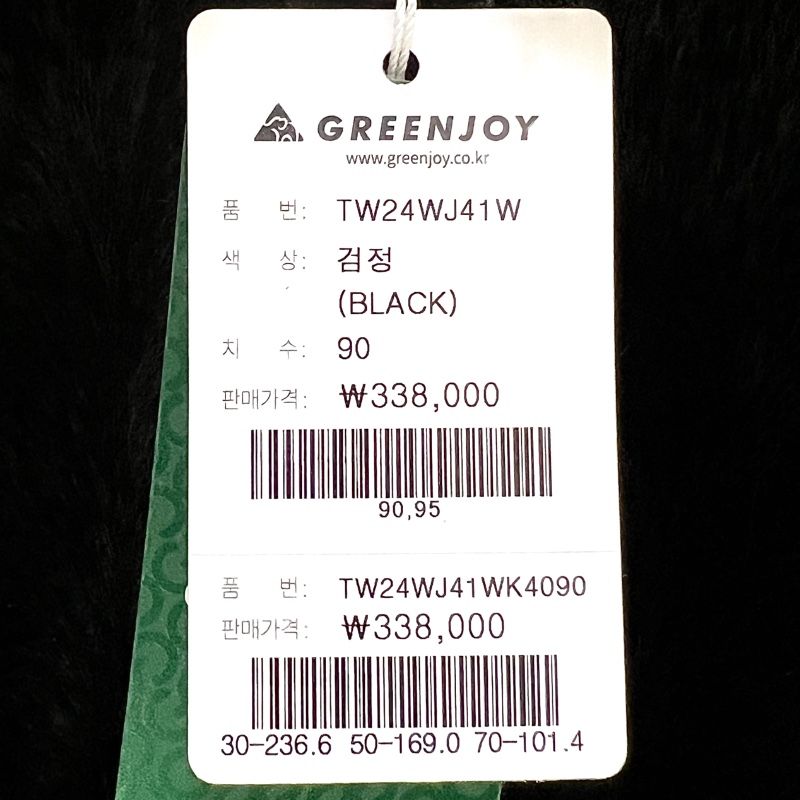 GREENJOY
www.greenjoy.co.kr
품 번: TW24WJ41W
색 상: 검정
(BLACK)
치 수: 90
판매가격: ₩338,000
90,95
품 번: TW24WJ41WK4090
판매가격: ₩338,000
30-236.6 50-169.0 70-101.4